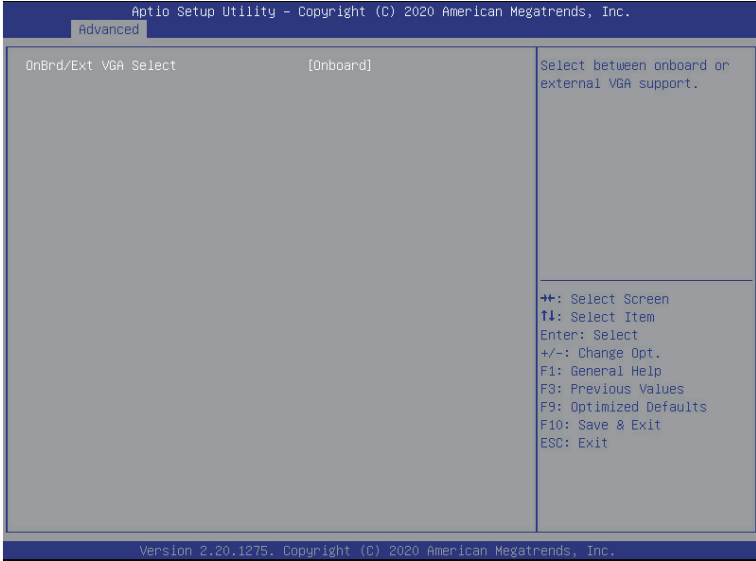 Aptio Setup Utility – Copyright (C) 2020 American Megatrends, Inc.
Advanced
OnBrd/Ext VGA Select [Onboard]
Select between onboard or
external VGA support.
→←: Select Screen
↑↓: Select Item
Enter: Select
+/-: Change Opt.
F1: General Help
F3: Previous Values
F9: Optimized Defaults
F10: Save & Exit
ESC: Exit
Version 2.20.1275. Copyright (C) 2020 American Megatrends, Inc.